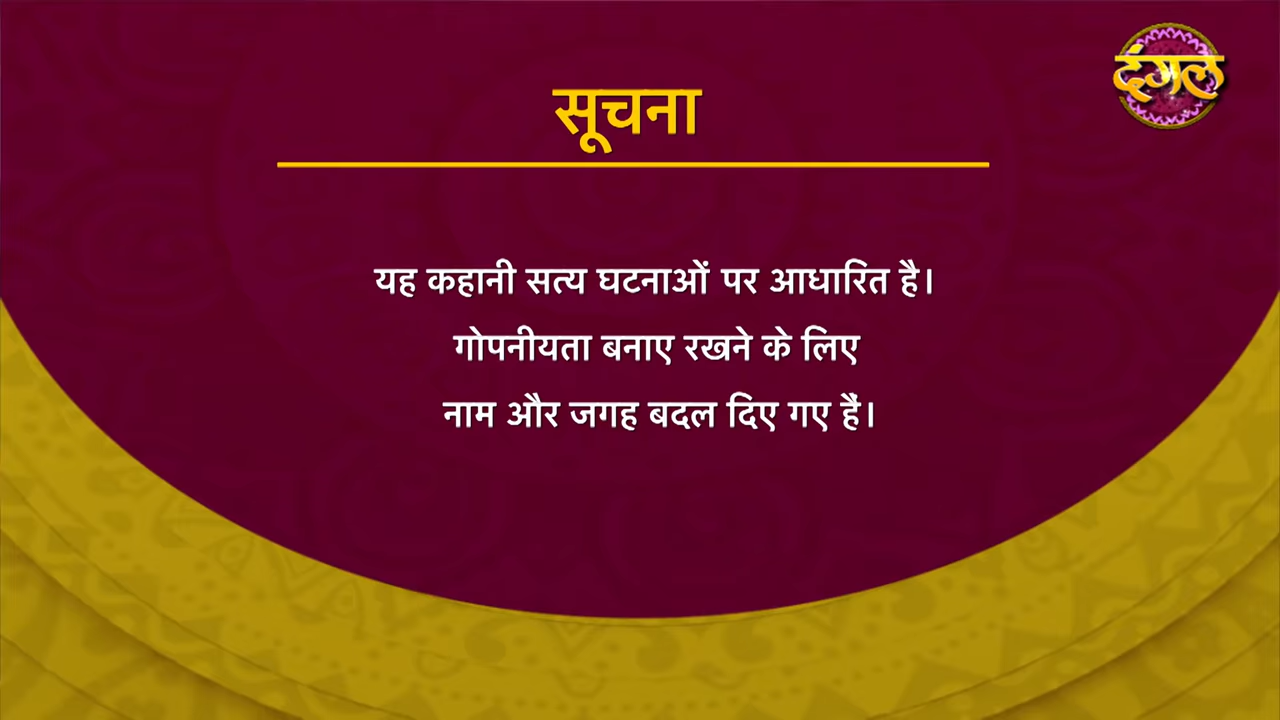 दंगल
सूचना
यह कहानी सत्य घटनाओं पर आधारित है।
गोपनीयता बनाए रखने के लिए
नाम और जगह बदल दिए गए हैं।